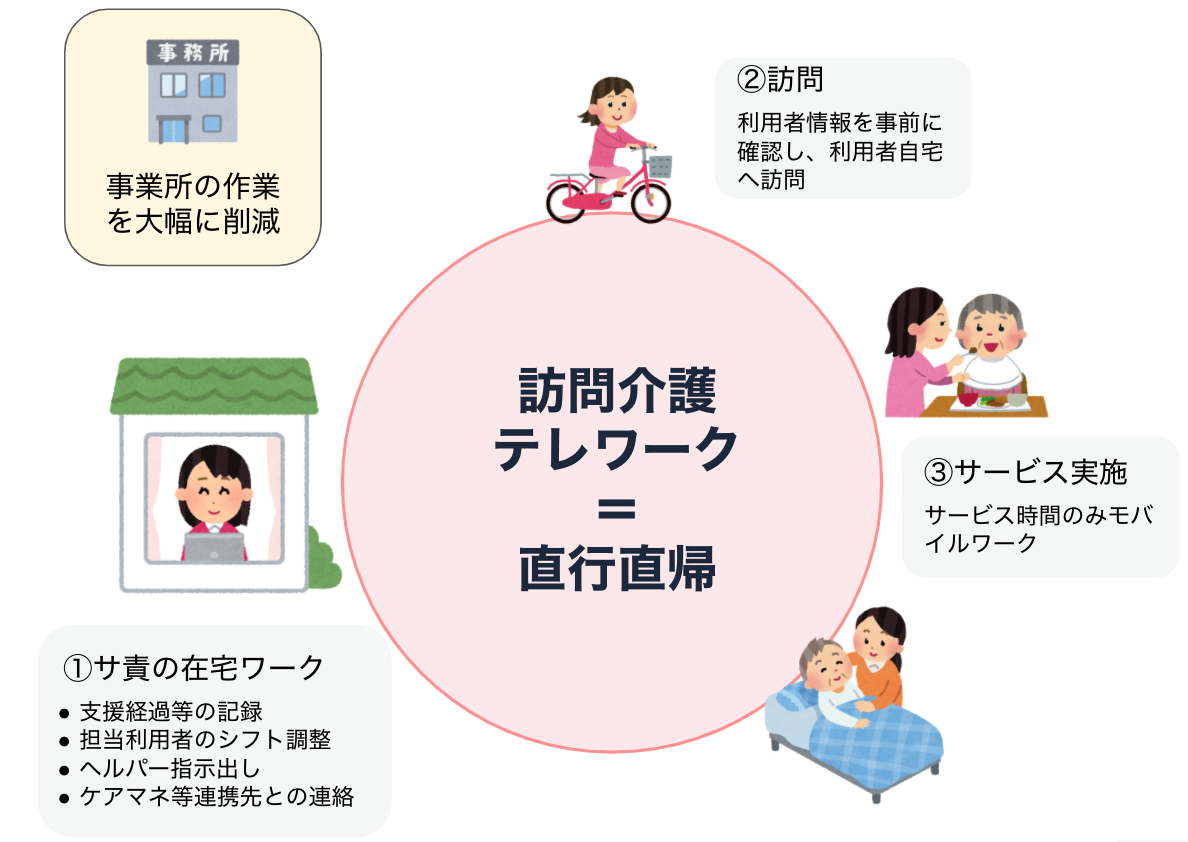 事務所
事業所の作業
を大幅に削減
②訪問
利用者情報を事前に
確認し、利用者自宅
へ訪問
訪問介護
テレワーク
＝
直行直帰
③サービス実施
サービス時間のみモバ
イルワーク
①サ責の在宅ワーク
● 支援経過等の記録
● 担当利用者のシフト調整
● ヘルパー指示出し
● ケアマネ等連携先との連絡